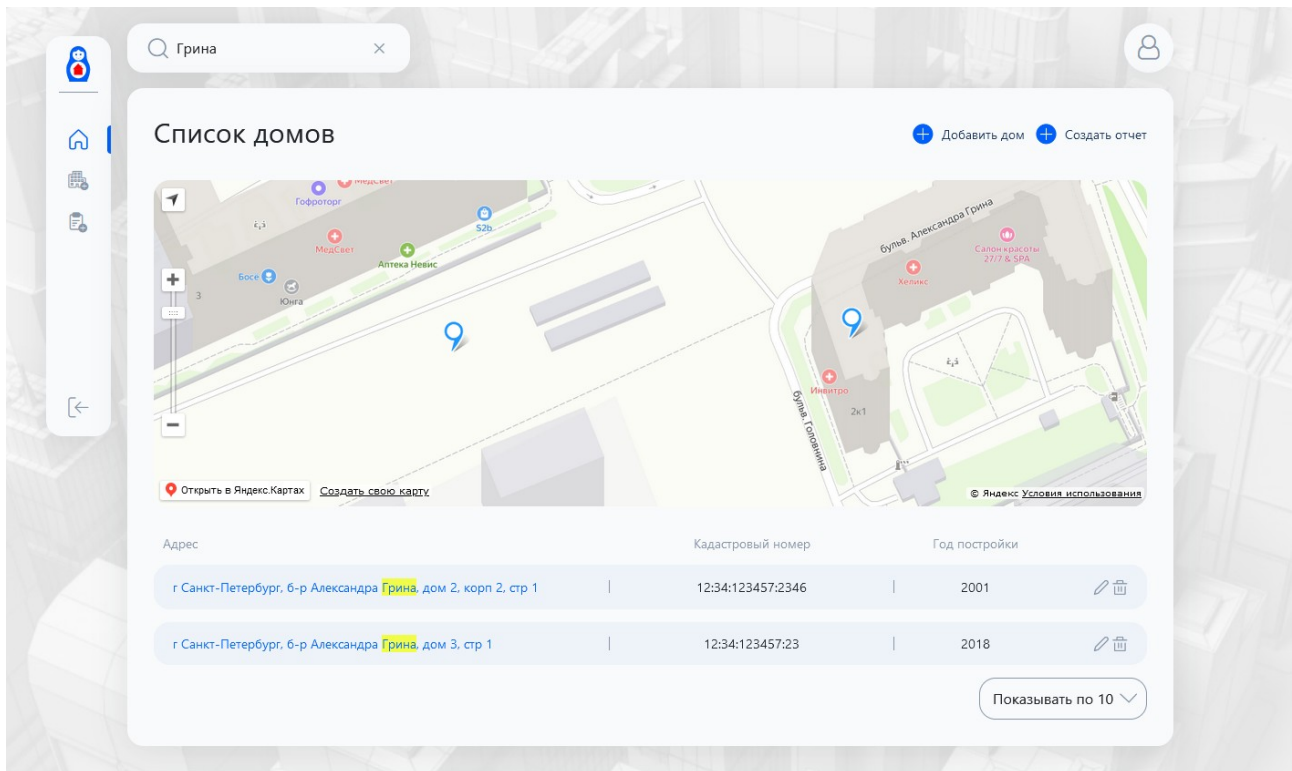 Грина
Список домов
Добавить дом
Создать отчет
МедСвет
Гофроторг
S2b
МедСвет
Аптека Невис
Босе
Юнга
3
бульв. Александра Грина
Салон красоты
27/7 & SPA
Хеликс
Инвитро
2к1
бульв. Головнина
Открыть в Яндекс.Картах
Создать свою карту
© Яндекс Условия использования
Адрес Кадастровый номер Год постройки
г Санкт-Петербург, б-р Александра Грина, дом 2, корп 2, стр 1 | 12:34:123457:2346 | 2001
г Санкт-Петербург, б-р Александра Грина, дом 3, стр 1 | 12:34:123457:23 | 2018
Показывать по 10